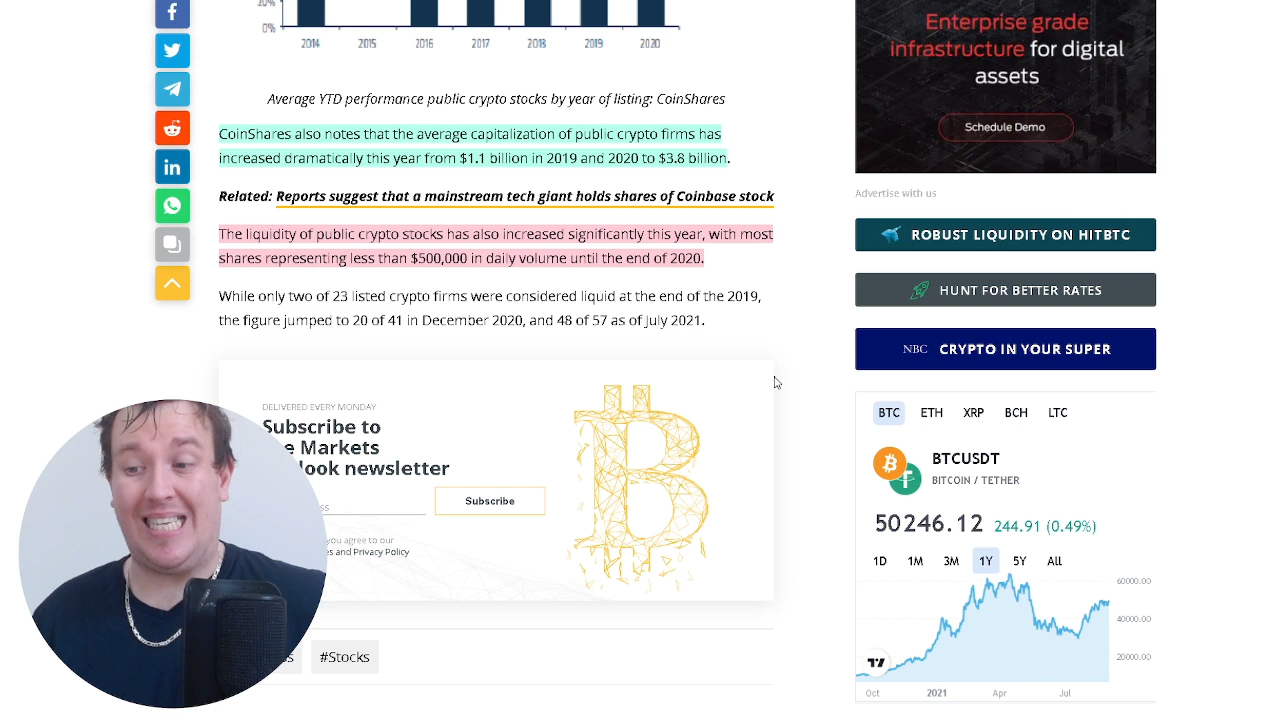 20%
0%
2014 2015 2016 2017 2018 2019 2020
Average YTD performance public crypto stocks by year of listing: CoinShares
CoinShares also notes that the average capitalization of public crypto firms has
increased dramatically this year from $1.1 billion in 2019 and 2020 to $3.8 billion.
Related: Reports suggest that a mainstream tech giant holds shares of Coinbase stock
The liquidity of public crypto stocks has also increased significantly this year, with most
shares representing less than $500,000 in daily volume until the end of 2020.
While only two of 23 listed crypto firms were considered liquid at the end of the 2019,
the figure jumped to 20 of 41 in December 2020, and 48 of 57 as of July 2021.
DELIVERED EVERY MONDAY
Subscribe to
Markets
newsletter
Subscribe
you agree to our
and Privacy Policy
#Stocks
Enterprise grade
infrastructure for digital
assets
Schedule Demo
Advertise with us
ROBUST LIQUIDITY ON HITBTC
HUNT FOR BETTER RATES
NBC CRYPTO IN YOUR SUPER
BTC ETH XRP BCH LTC
BTCUSDT
BITCOIN / TETHER
50246.12 244.91 (0.49%)
1D 1M 3M 1Y 5Y All
60000.00
40000.00
20000.00
Oct 2021 Apr Jul